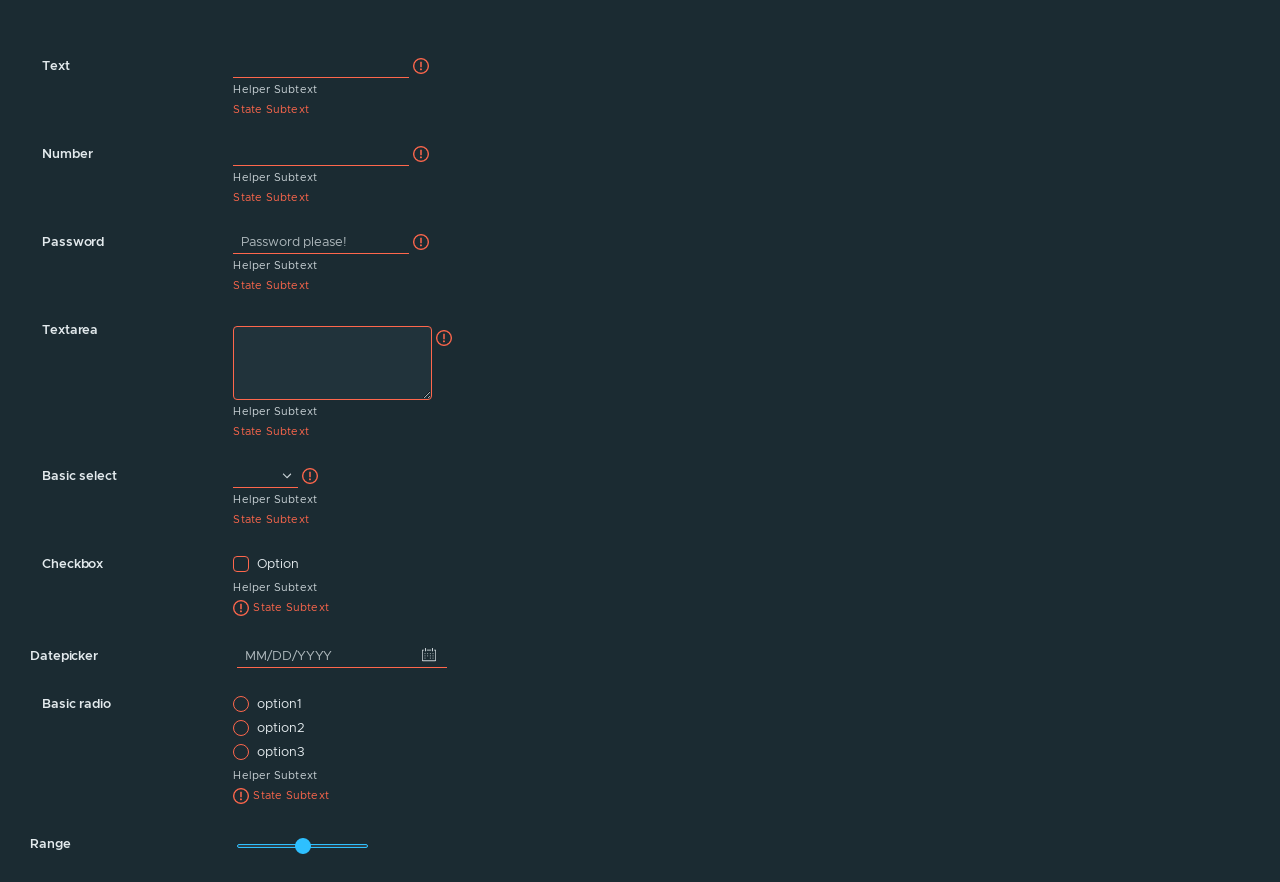 Text
Helper Subtext
State Subtext
Number
Helper Subtext
State Subtext
Password
Password please!
Helper Subtext
State Subtext
Textarea
Helper Subtext
State Subtext
Basic select
Helper Subtext
State Subtext
Checkbox
Option
Helper Subtext
State Subtext
Datepicker
MM/DD/YYYY
Basic radio
option1
option2
option3
Helper Subtext
State Subtext
Range